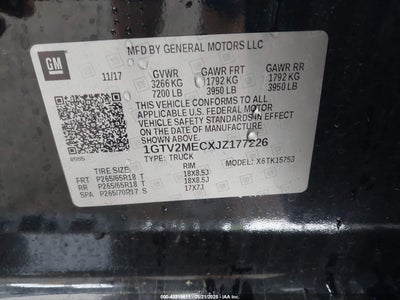 MFD BY GENERAL MOTORS LLC
GM
11/17 GVWR GAWR FRT GAWR RR
3266 KG 1792 KG 1792 KG
7200 LB 3950 LB 3950 LB
THIS VEHICLE CONFORMS TO ALL
APPLICABLE U.S. FEDERAL MOTOR
VEHICLE SAFETY STANDARDS IN EFFECT
ON THE DATE OF MANUFACTURE
SHOWN ABOVE.
1GTV2MECXJZ177226
TYPE: TRUCK MODEL: X6TK15753
TIRE SIZE RIM
FRT P265/65R18 T 18X8.5J
RR P265/65R18 T 18X8.5J
SPA P265/70R17 S 17X7J